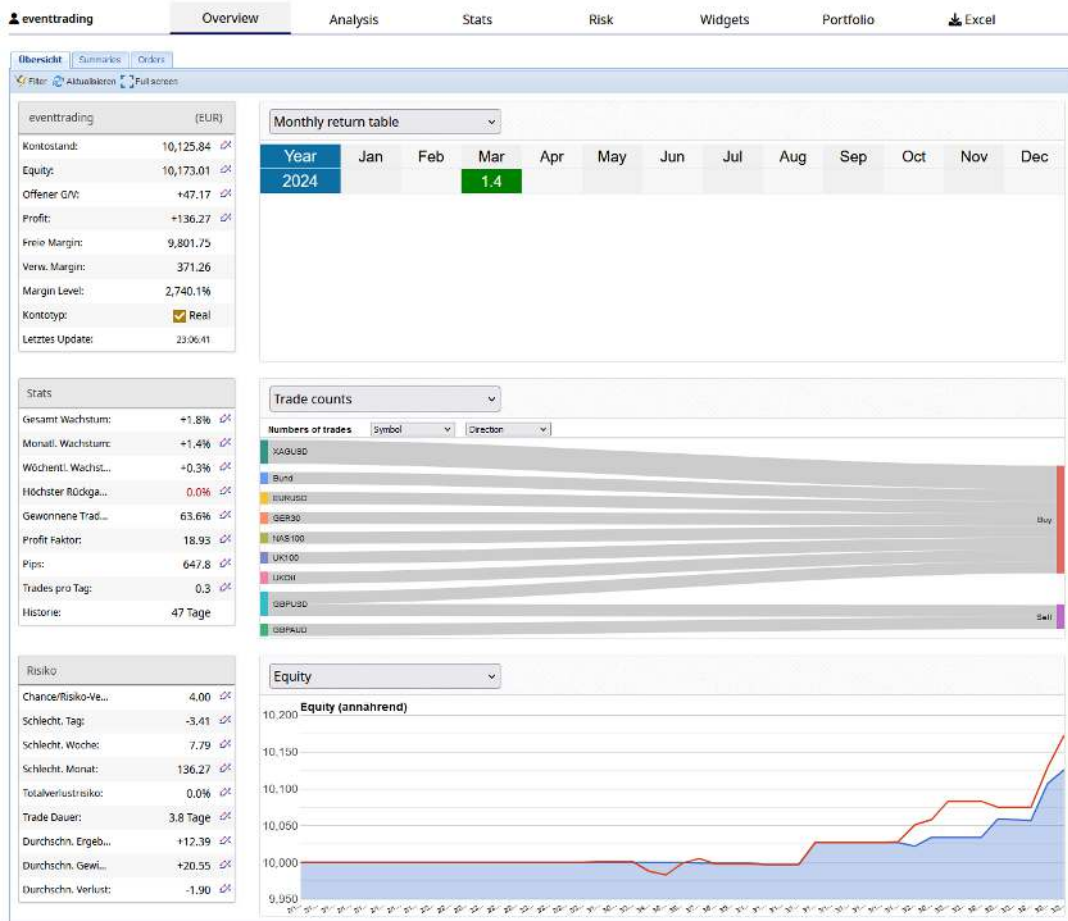 eventtrading Overview Analysis Stats Risk Widgets Portfolio Excel
Übersicht Summaries Orders
Filter Aktualisieren Full screen
eventtrading (EUR)
Kontostand: 10,125.84
Equity: 10,173.01
Offener G/V: +47.17
Profit: +136.27
Freie Margin: 9,801.75
Verw. Margin: 371.26
Margin Level: 2,740.1%
Kontotyp: Real
Letztes Update: 23:06:41
Monthly return table
Year Jan Feb Mar Apr May Jun Jul Aug Sep Oct Nov Dec
2024 1.4
Stats
Gesamt Wachstum: +1.8%
Monatl. Wachstum: +1.4%
Wöchentl. Wachst... +0.3%
Höchster Rückga... 0.0%
Gewonnene Trad... 63.6%
Profit Faktor: 18.93
Pips: 647.8
Trades pro Tag: 0.3
Historie: 47 Tage
Trade counts
Numbers of trades Symbol Direction
XAGUSD
Bund
EURUSD
GER30
NAS100
UK100
UKOil
GBPUSD
GBPAUD
Buy
Sell
Risiko
Chance/Risiko-Ve... 4.00
Schlecht. Tag: -3.41
Schlecht. Woche: 7.79
Schlecht. Monat: 136.27
Totalverlustrisiko: 0.0%
Trade Dauer: 3.8 Tage
Durchschn. Ergeb... +12.39
Durchschn. Gewi... +20.55
Durchschn. Verlust: -1.90
Equity
Equity (annahrend)
10,200
10,150
10,100
10,050
10,000
9,950